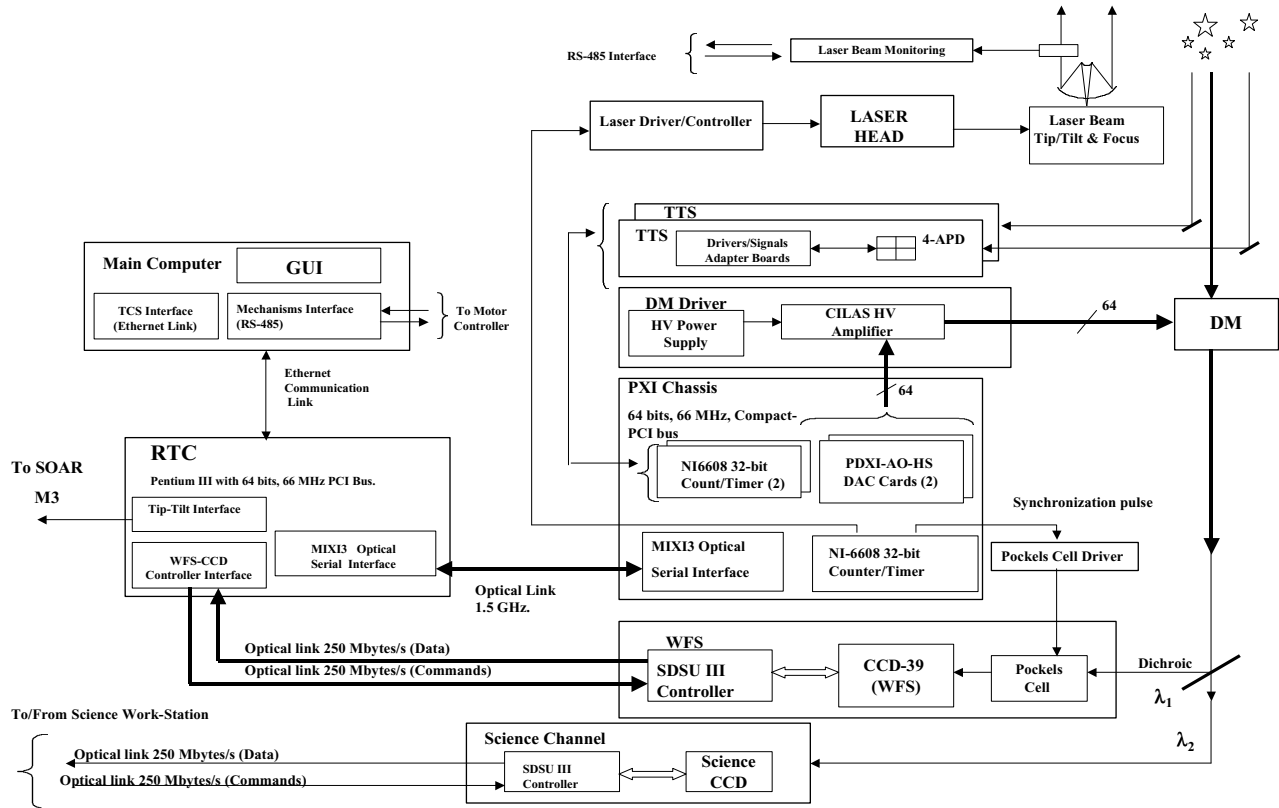 RS-485 Interface
Laser Beam Monitoring
Laser Driver/Controller
LASER
HEAD
Laser Beam
Tip/Tilt & Focus
TTS
TTS
Drivers/Signals
Adapter Boards
4-APD
Main Computer
GUI
TCS Interface
(Ethernet Link)
Mechanisms Interface
(RS-485)
To Motor
Controller
DM Driver
HV Power
Supply
CILAS HV
Amplifier
64
DM
Ethernet
Communication
Link
PXI Chassis
64
64 bits, 66 MHz, Compact-
PCI bus
NI6608 32-bit
Count/Timer (2)
PDXI-AO-HS
DAC Cards (2)
RTC
Pentium III with 64 bits, 66 MHz PCI Bus.
To SOAR
M3
Tip-Tilt Interface
WFS-CCD
Controller Interface
MIXI3 Optical
Serial Interface
Optical Link
1.5 GHz.
MIXI3 Optical
Serial Interface
NI-6608 32-bit
Counter/Timer
Synchronization pulse
Pockels Cell Driver
Optical link 250 Mbytes/s (Data)
Optical link 250 Mbytes/s (Commands)
WFS
SDSU III
Controller
CCD-39
(WFS)
Pockels
Cell
Dichroic
λ1
λ2
To/From Science Work-Station
Optical link 250 Mbytes/s (Data)
Optical link 250 Mbytes/s (Commands)
Science Channel
SDSU III
Controller
Science
CCD